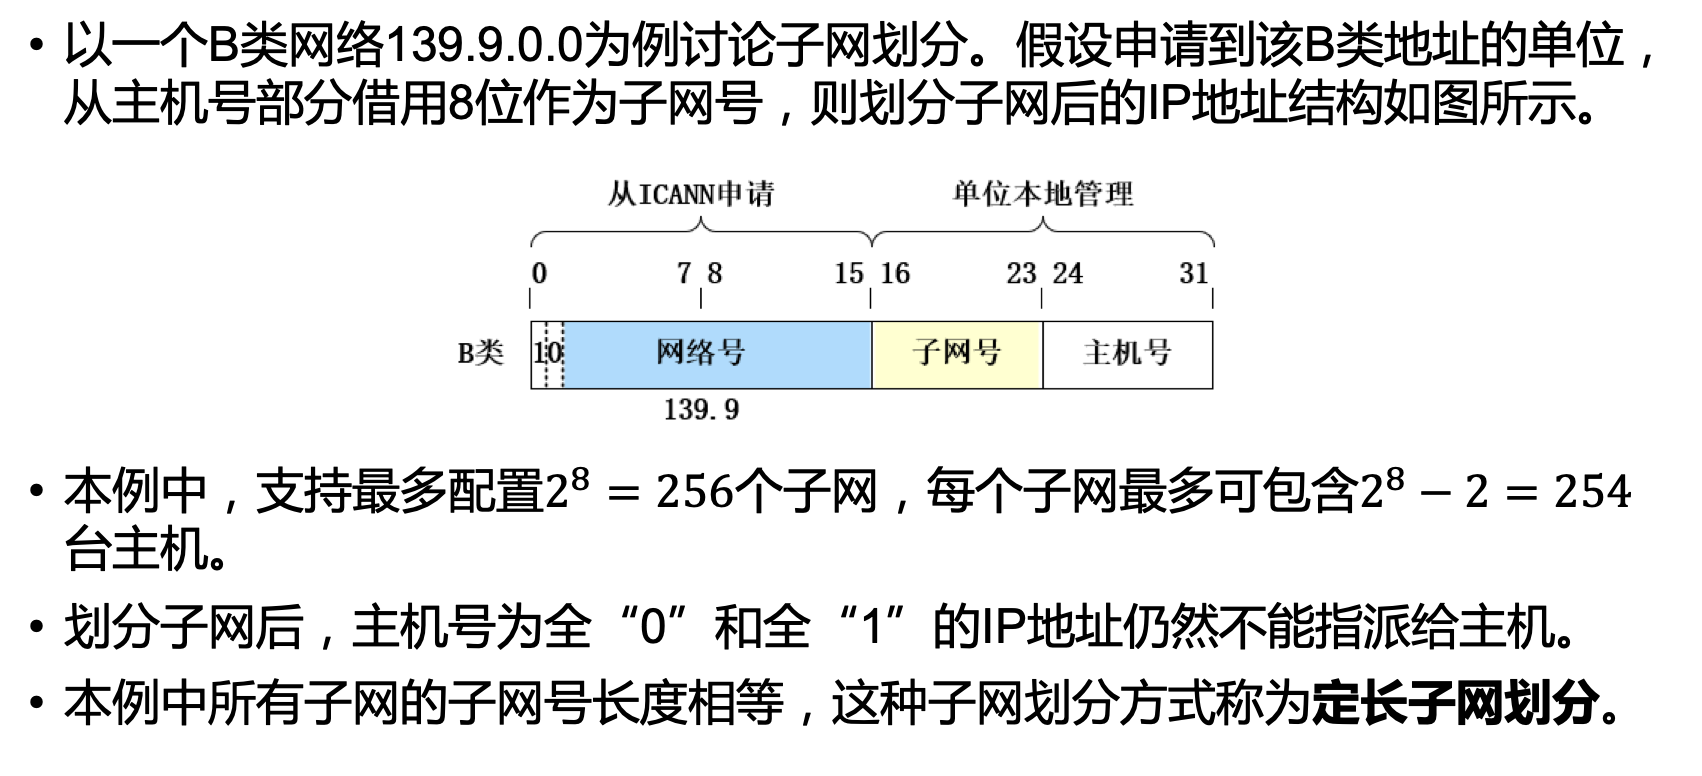 • 以一个B类网络139.9.0.0为例讨论子网划分。假设申请到该B类地址的单位，
从主机号部分借用8位作为子网号，则划分子网后的IP地址结构如图所示。
从ICANN申请 单位本地管理
0 7 8 15 16 23 24 31
B类 10 网络号 子网号 主机号
139.9
• 本例中，支持最多配置2⁸ = 256个子网，每个子网最多可包含2⁸ − 2 = 254
台主机。
• 划分子网后，主机号为全“0”和全“1”的IP地址仍然不能指派给主机。
• 本例中所有子网的子网号长度相等，这种子网划分方式称为定长子网划分。